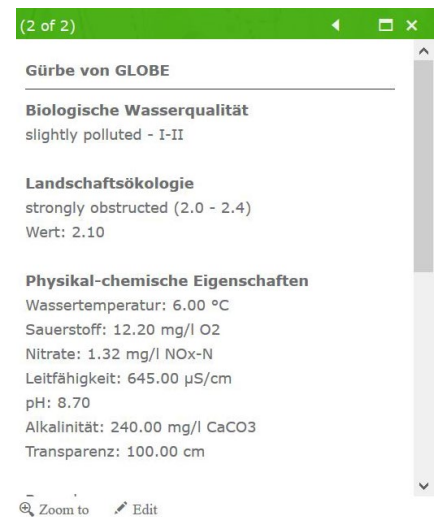 (2 of 2)
Gürbe von GLOBE
Biologische Wasserqualität
slightly polluted - I-II
Landschaftsökologie
strongly obstructed (2.0 - 2.4)
Wert: 2.10
Physikal-chemische Eigenschaften
Wassertemperatur: 6.00 °C
Sauerstoff: 12.20 mg/l O2
Nitrate: 1.32 mg/l NOx-N
Leitfähigkeit: 645.00 µS/cm
pH: 8.70
Alkalinität: 240.00 mg/l CaCO3
Transparenz: 100.00 cm
Zoom to Edit